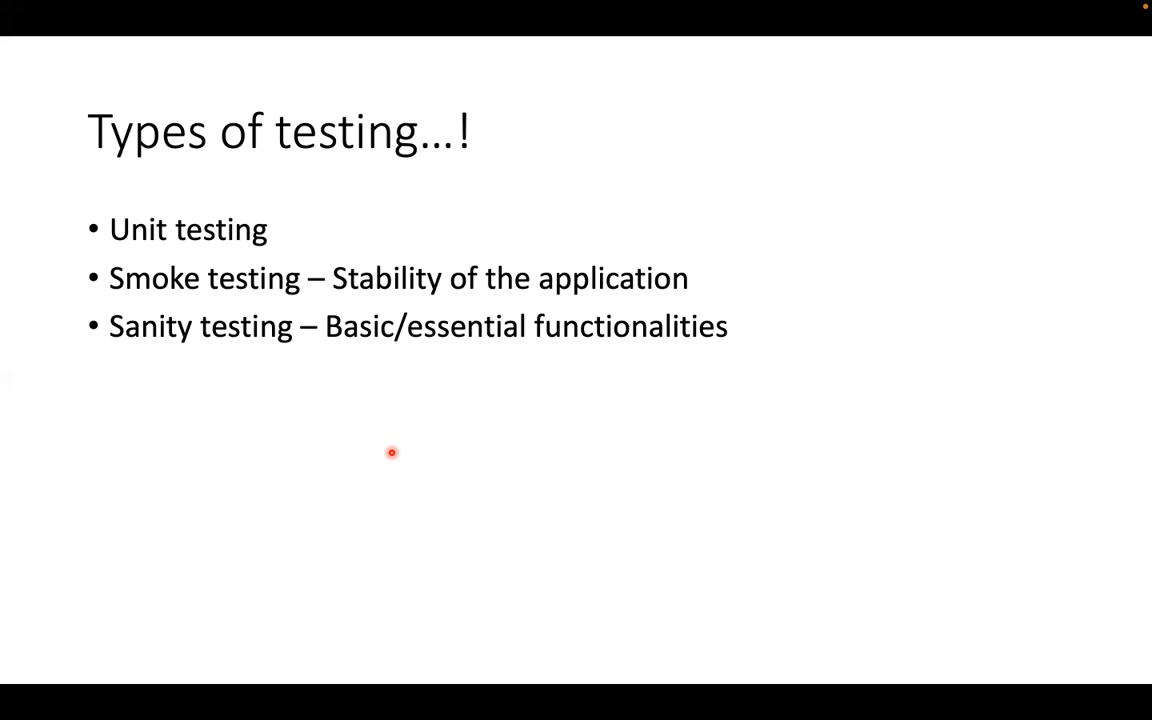 Types of testing...!
• Unit testing
• Smoke testing – Stability of the application
• Sanity testing – Basic/essential functionalities